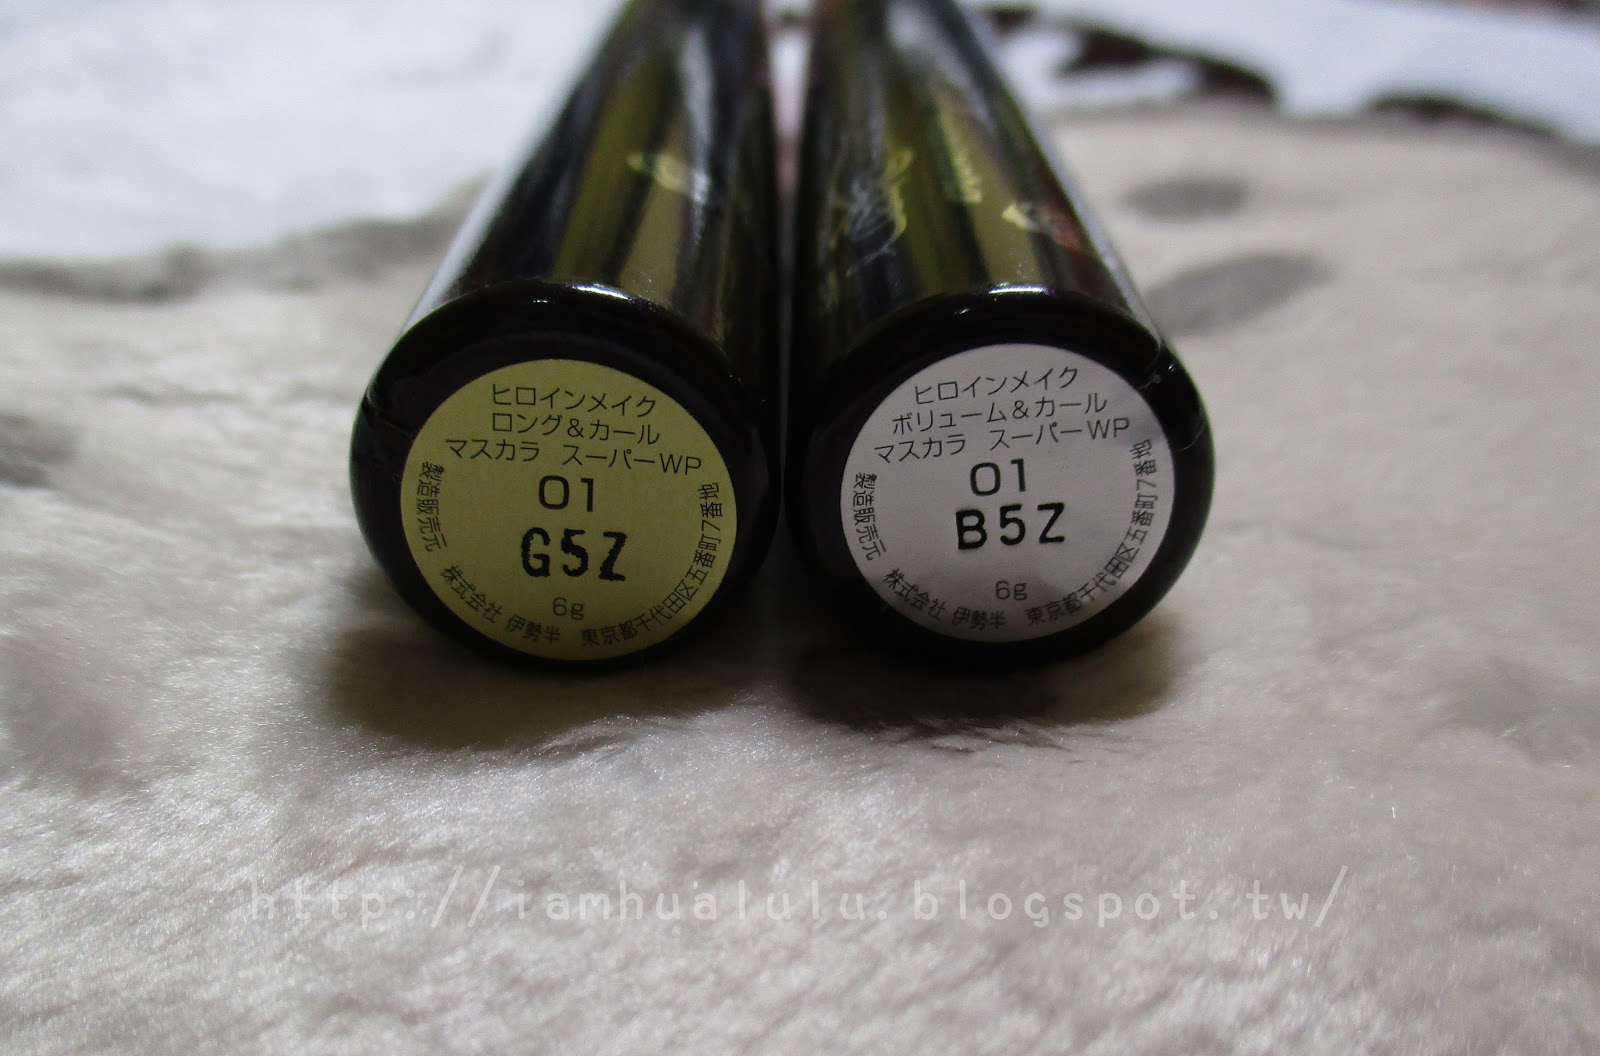 ヒロインメイク
ロング&カール
マスカラ スーパーWP
01
G5Z
6g
製造販売元 株式会社 伊勢半 東京都千代田区五番町7番地
ヒロインメイク
ボリューム&カール
マスカラ スーパーWP
01
B5Z
6g
製造販売元 株式会社 伊勢半 東京都千代田区五番町7番地
http://iamhualulu.blogspot.tw/